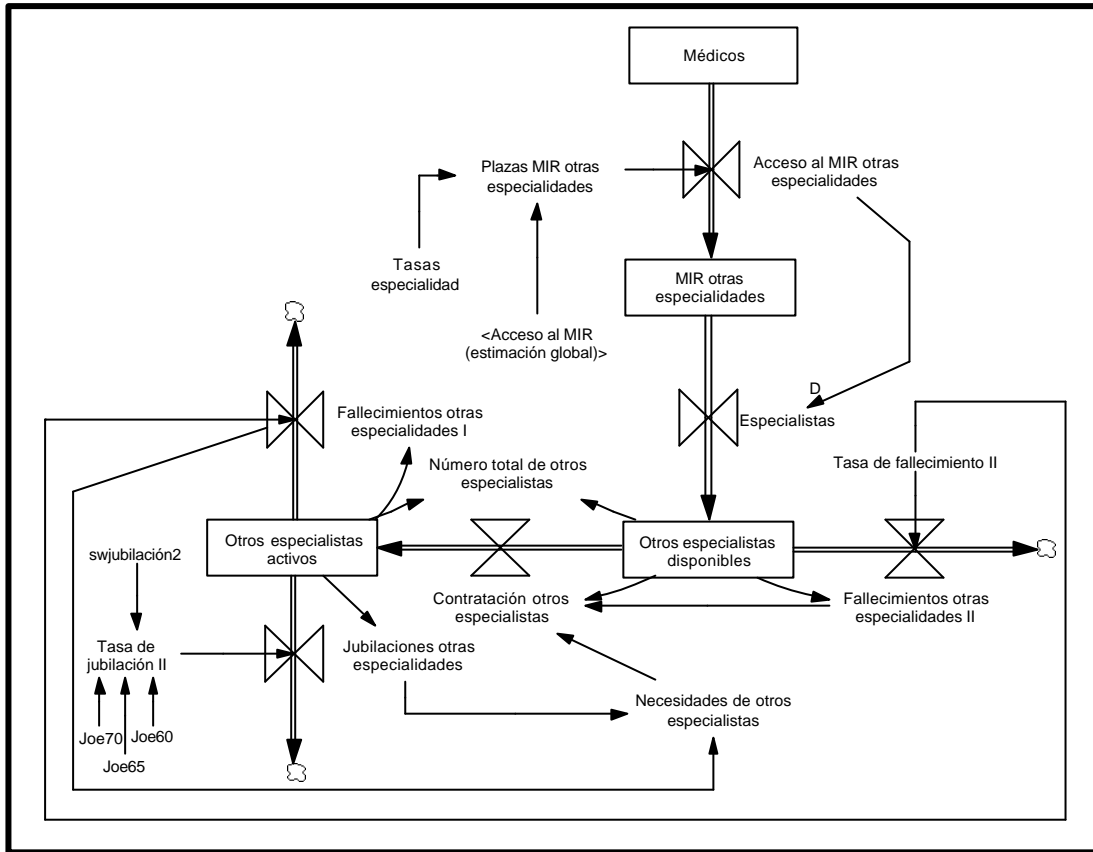 Médicos
Plazas MIR otras
especialidades
Acceso al MIR otras
especialidades
Tasas
especialidad
MIR otras
especialidades
<Acceso al MIR
(estimación global)>
D
Especialistas
Fallecimientos otras
especialidades I
Número total de otros
especialistas
Tasa de fallecimiento II
Otros especialistas
activos
Otros especialistas
disponibles
swjubilación2
Contratación otros
especialistas
Fallecimientos otras
especialidades II
Tasa de
jubilación II
Jubilaciones otras
especialidades
Necesidades de otros
especialistas
Joe70
Joe60
Joe65